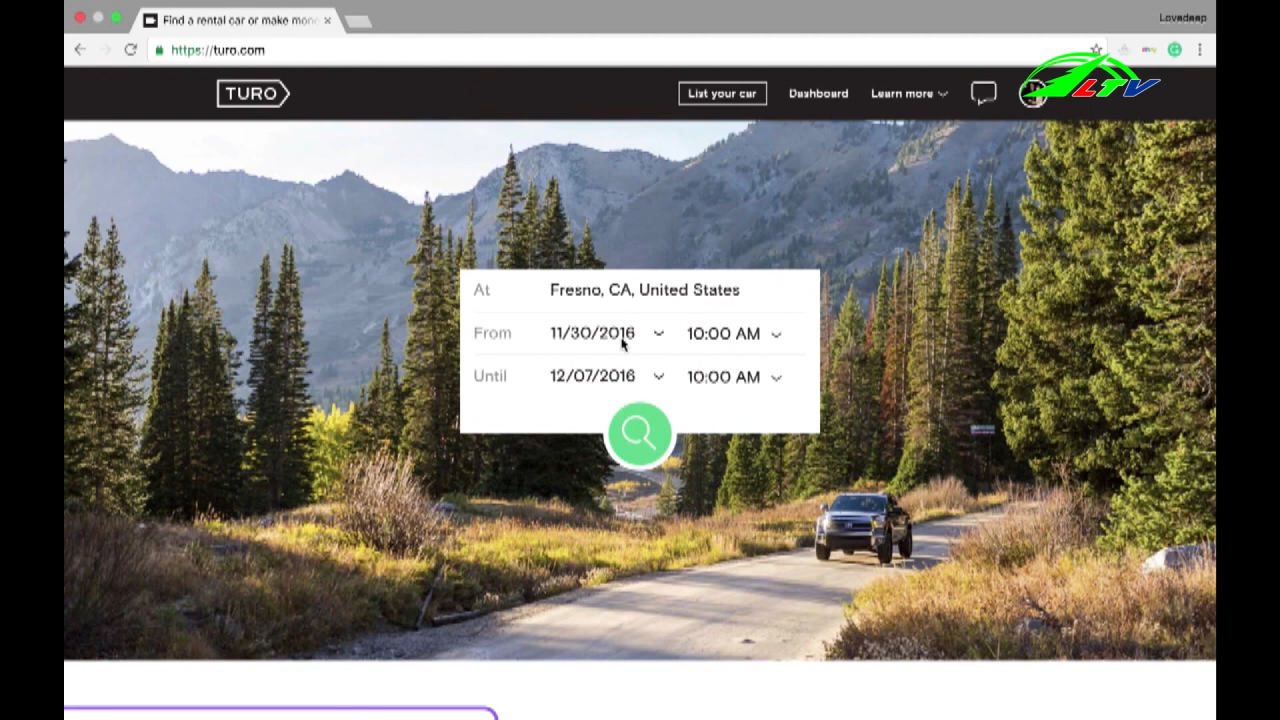 Find a rental car or make mone
Lovedeep
https://turo.com
TURO
List your car
Dashboard
Learn more
LTV
At Fresno, CA, United States
From 11/30/2016 10:00 AM
Until 12/07/2016 10:00 AM